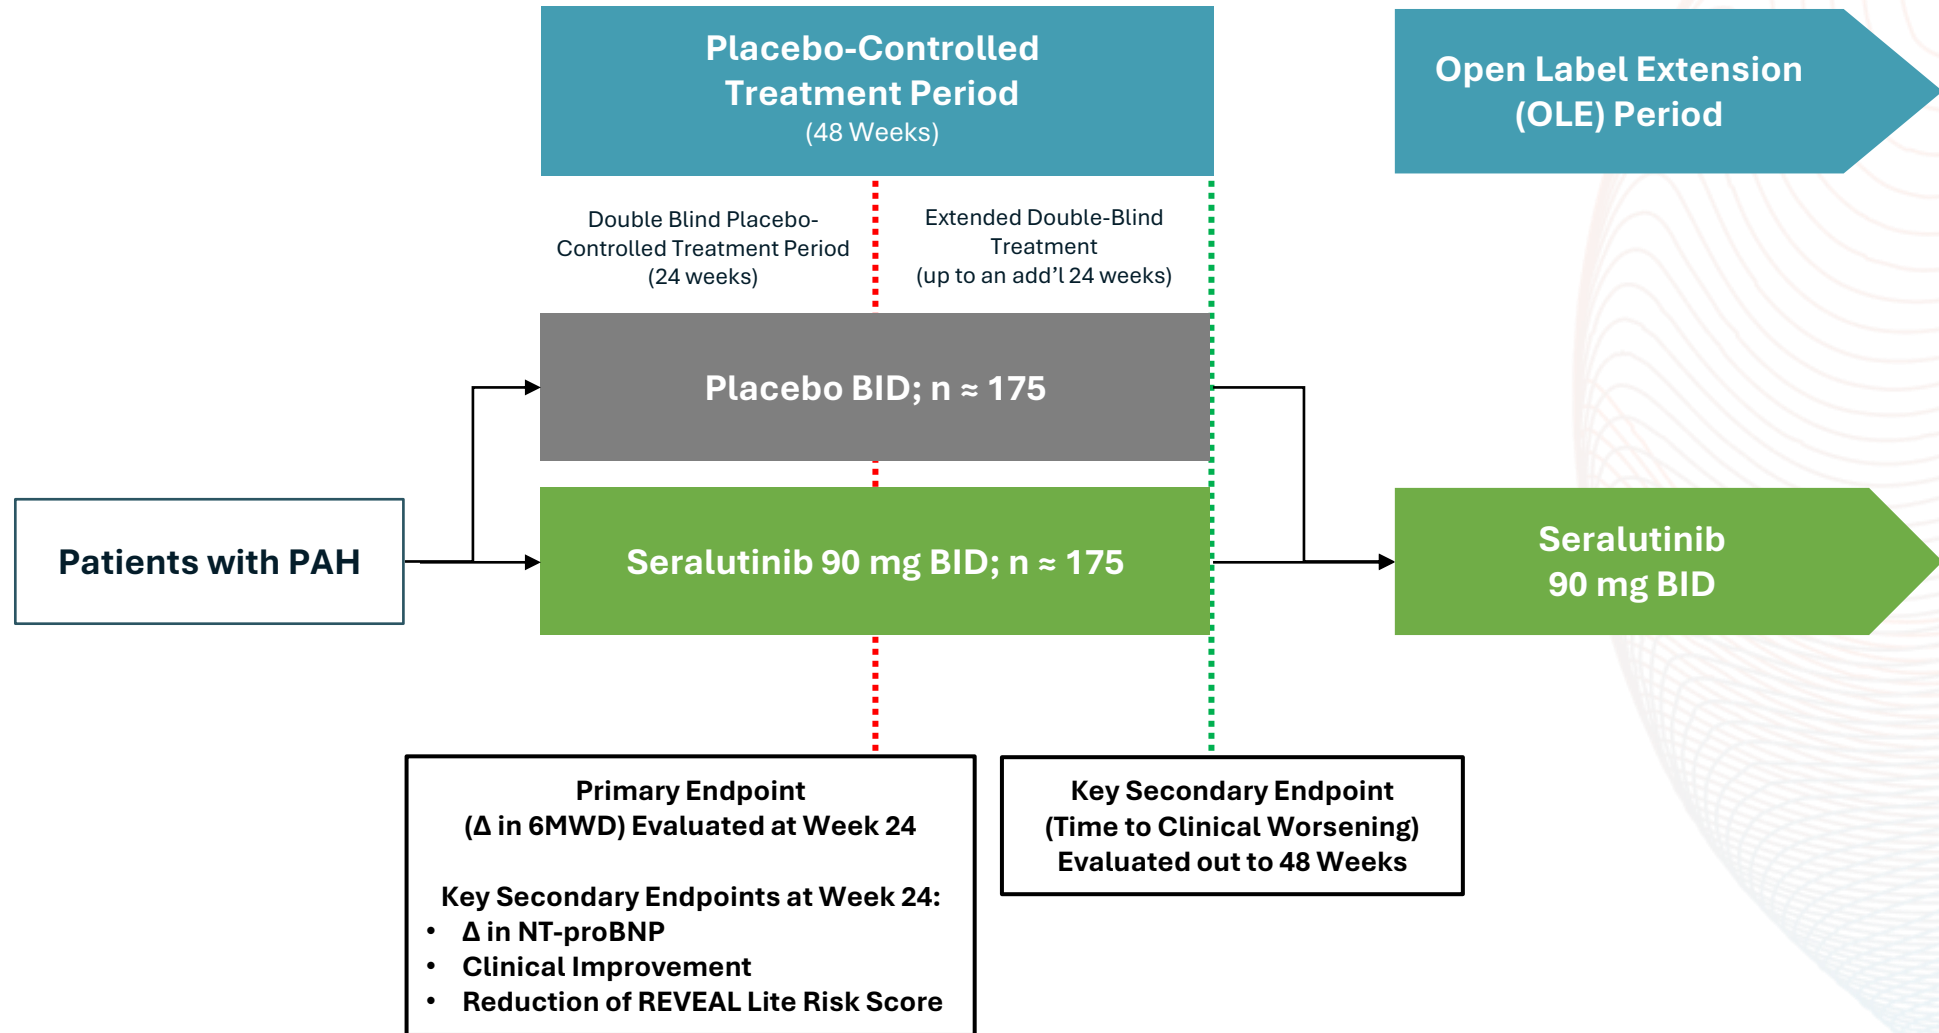 Placebo-Controlled
Treatment Period
(48 Weeks)
Open Label Extension
(OLE) Period
Double Blind Placebo-
Controlled Treatment Period
(24 weeks)
Extended Double-Blind
Treatment
(up to an add’l 24 weeks)
Placebo BID; n ≈ 175
Patients with PAH
Seralutinib 90 mg BID; n ≈ 175
Seralutinib
90 mg BID
Primary Endpoint
(Δ in 6MWD) Evaluated at Week 24
Key Secondary Endpoints at Week 24:
• Δ in NT-proBNP
• Clinical Improvement
• Reduction of REVEAL Lite Risk Score
Key Secondary Endpoint
(Time to Clinical Worsening)
Evaluated out to 48 Weeks